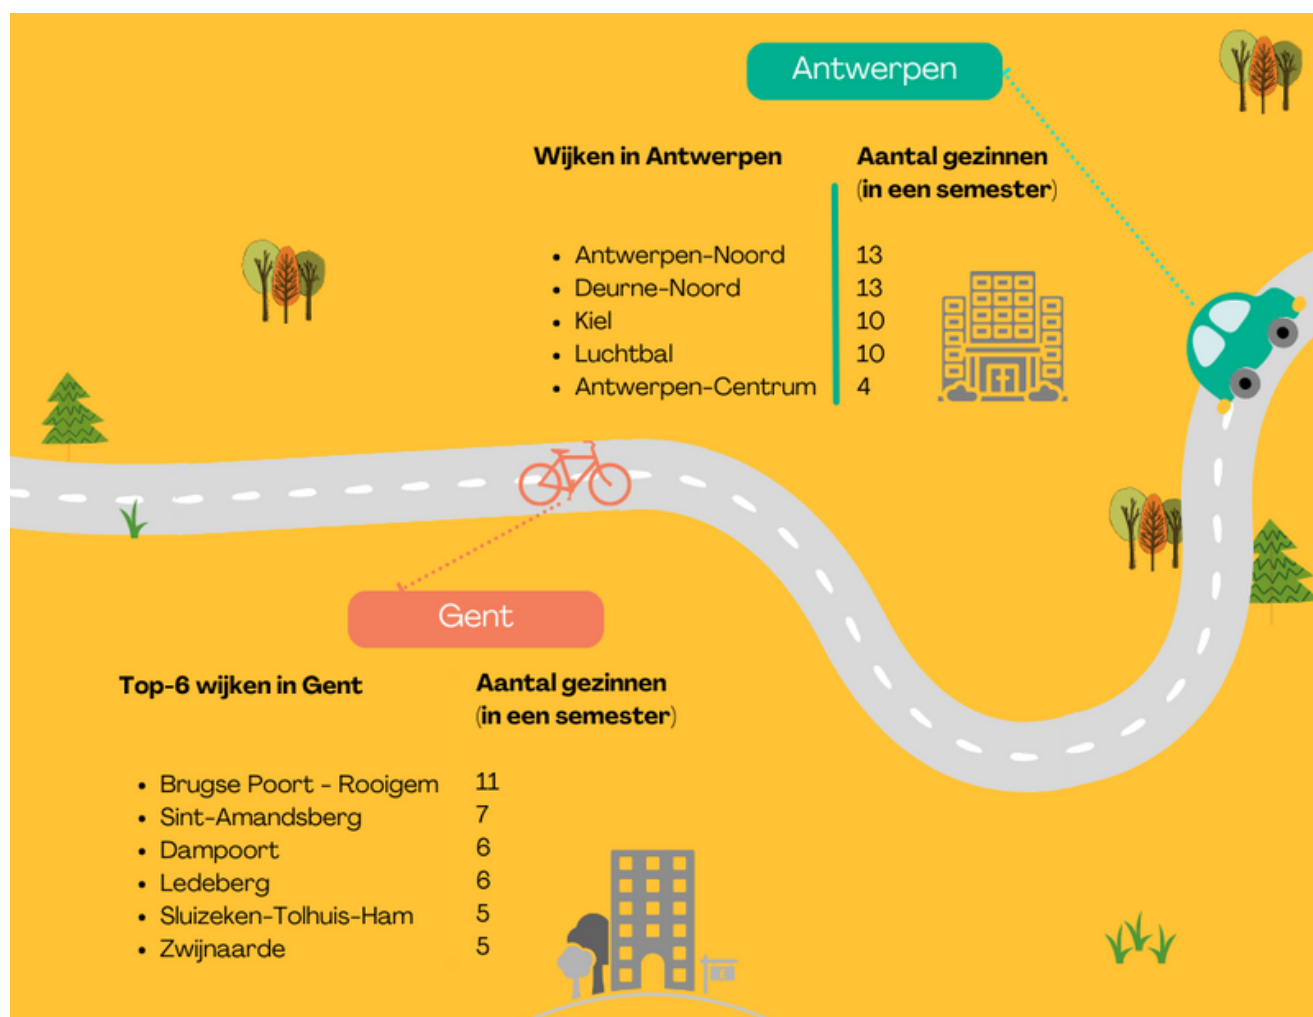 Antwerpen
Wijken in Antwerpen Aantal gezinnen
(in een semester)
• Antwerpen-Noord 13
• Deurne-Noord 13
• Kiel 10
• Luchtbal 10
• Antwerpen-Centrum 4
Gent
Top-6 wijken in Gent Aantal gezinnen
(in een semester)
• Brugse Poort - Rooigem 11
• Sint-Amandsberg 7
• Dampoort 6
• Ledeberg 6
• Sluizeken-Tolhuis-Ham 5
• Zwijnaarde 5